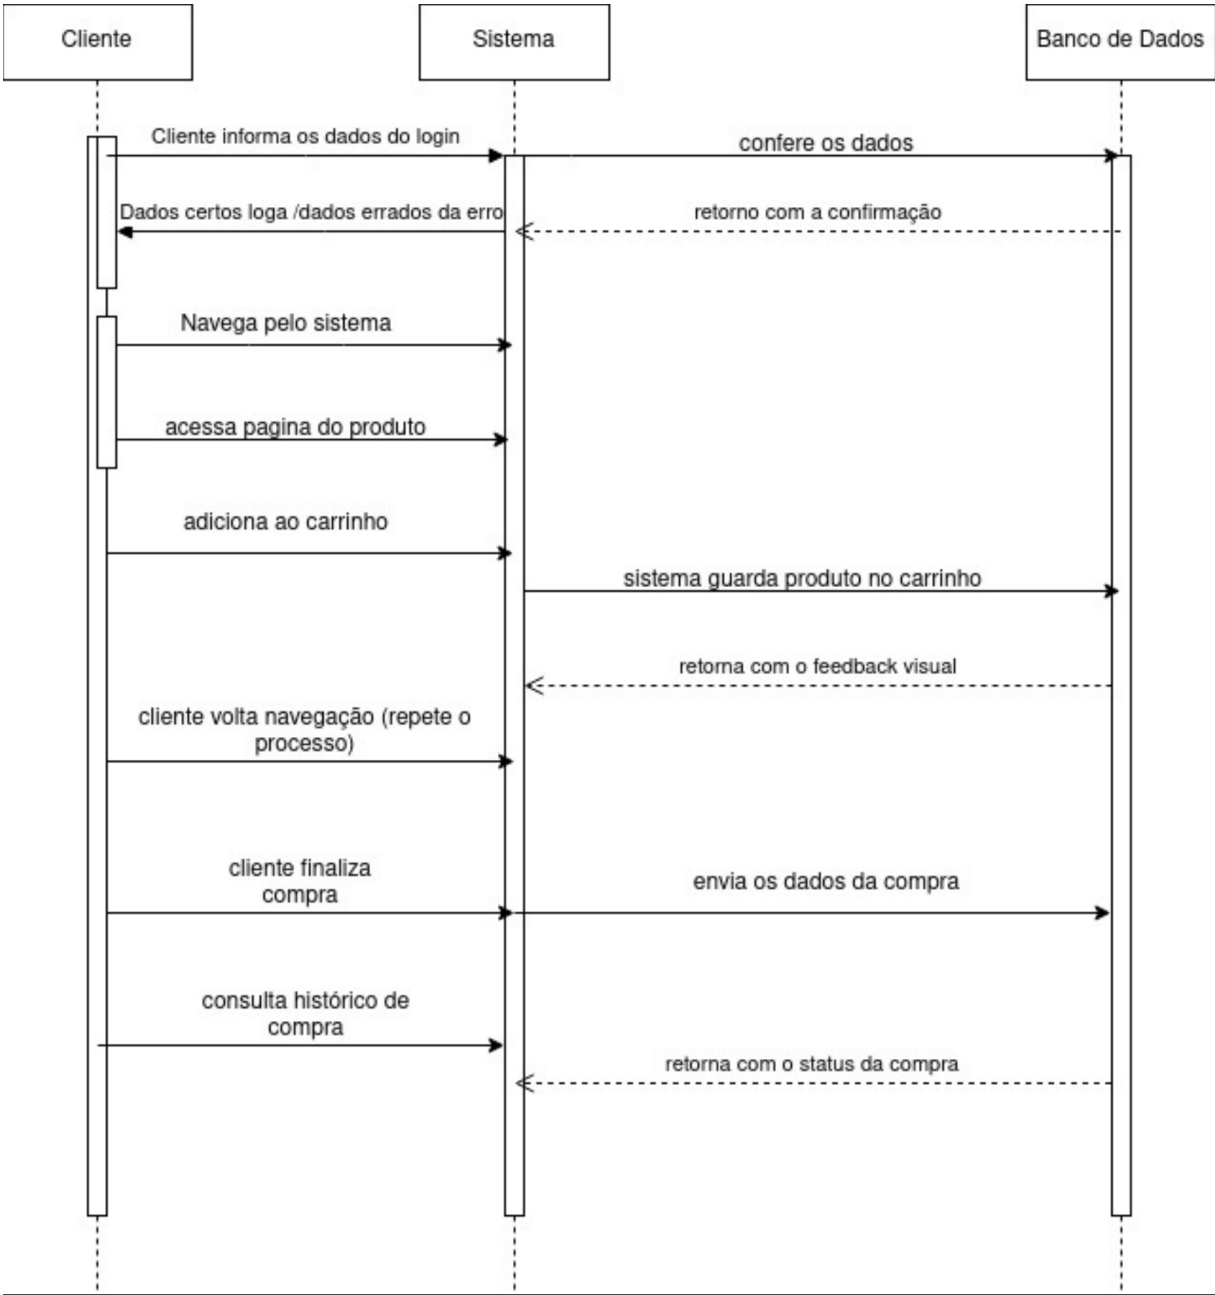 Cliente
Sistema
Banco de Dados
Cliente informa os dados do login
confere os dados
Dados certos loga /dados errados da erro
retorno com a confirmação
Navega pelo sistema
acessa pagina do produto
adiciona ao carrinho
sistema guarda produto no carrinho
retorna com o feedback visual
cliente volta navegação (repete o
processo)
cliente finaliza
compra
envia os dados da compra
consulta histórico de
compra
retorna com o status da compra